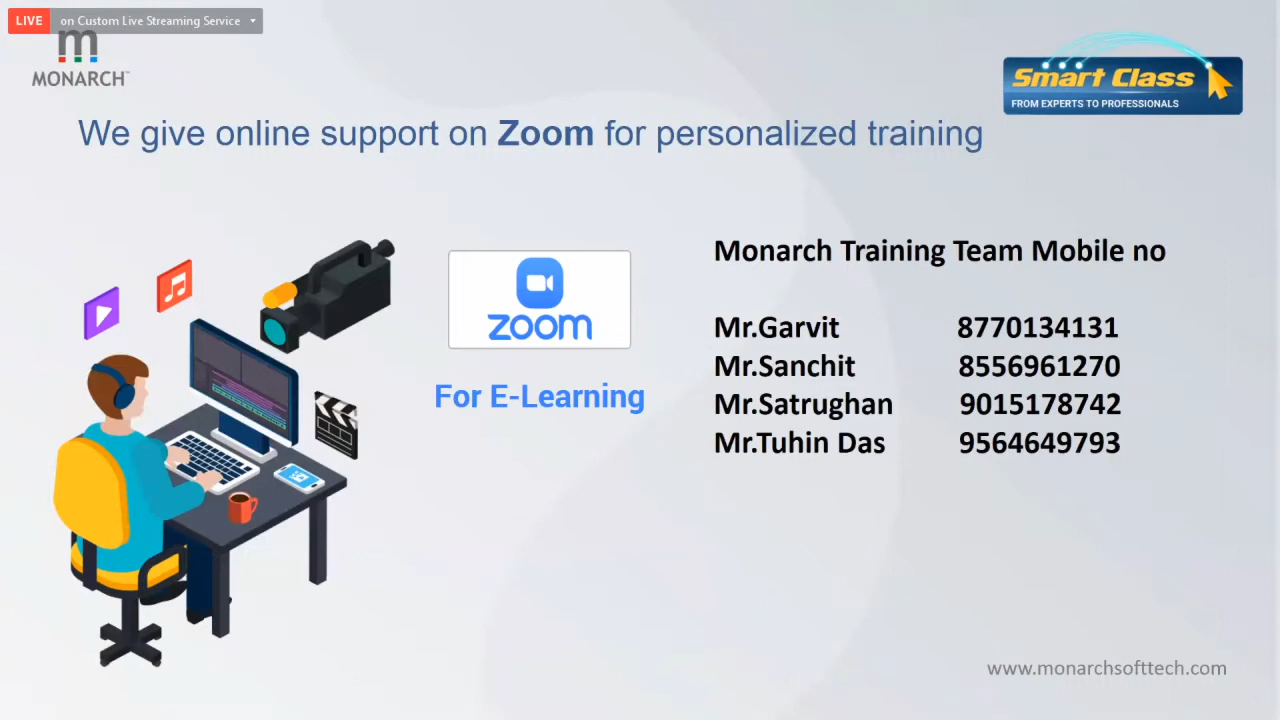 LIVE on Custom Live Streaming Service
m
MONARCH™
Smart Class
FROM EXPERTS TO PROFESSIONALS
We give online support on Zoom for personalized training
zoom
For E-Learning
Monarch Training Team Mobile no
Mr.Garvit 8770134131
Mr.Sanchit 8556961270
Mr.Satrughan 9015178742
Mr.Tuhin Das 9564649793
www.monarchsofttech.com